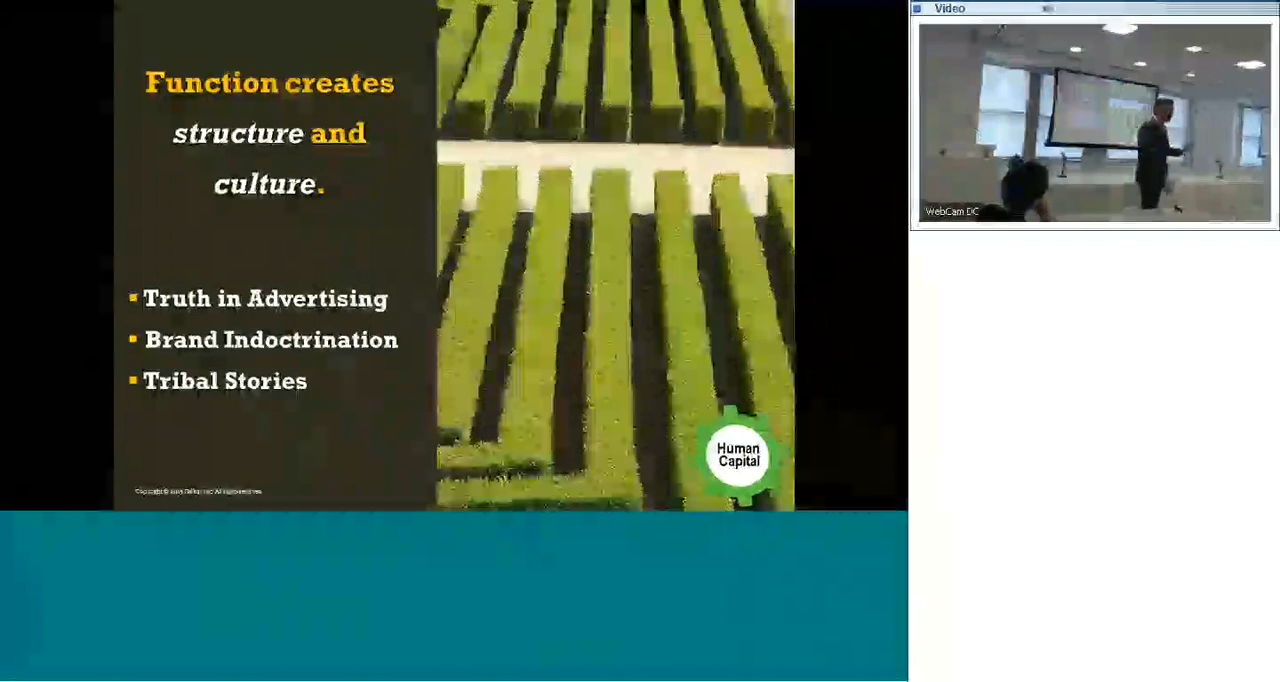 Function creates
structure and
culture.
▪ Truth in Advertising
▪ Brand Indoctrination
▪ Tribal Stories
Human
Capital
Video
WebCam DC